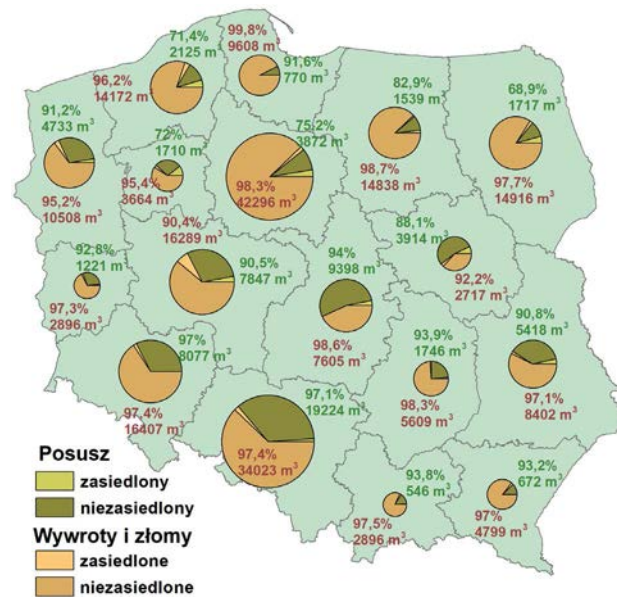 71,4%
2125 m³
96,2%
14172 m³
99,8%
9608 m³
91,6%
770 m³
82,9%
1539 m³
98,7%
14838 m³
68,9%
1717 m³
97,7%
14916 m³
91,2%
4733 m³
95,2%
10508 m³
72%
1710 m³
95,4%
3664 m³
75,2%
3872 m³
98,3%
42296 m³
90,4%
16289 m³
90,5%
7847 m³
88,1%
3914 m³
92,2%
2717 m³
92,8%
1221 m³
97,3%
2896 m³
94%
9398 m³
98,6%
7605 m³
90,8%
5418 m³
97,1%
8402 m³
93,9%
1746 m³
98,3%
5609 m³
97%
8077 m³
97,4%
16407 m³
97,1%
19224 m³
97,4%
34023 m³
93,8%
546 m³
97,5%
2896 m³
93,2%
672 m³
97%
4799 m³
Posusz
zasiedlony
niezasiedlony
Wywroty i złomy
zasiedlone
niezasiedlone